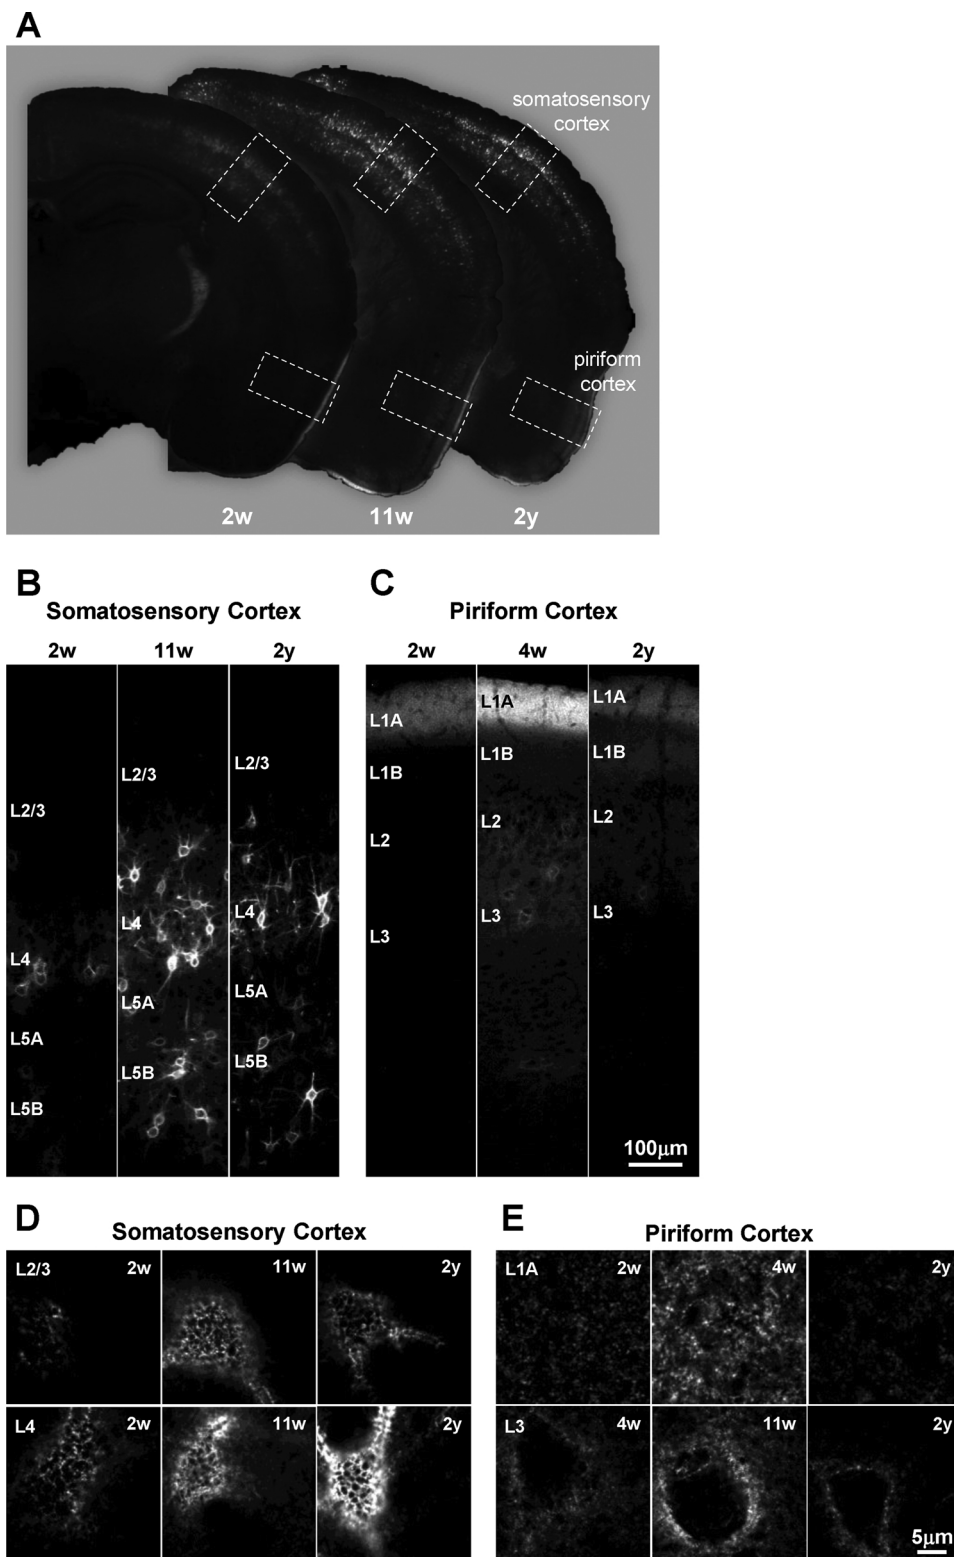 A
somatosensory
cortex
piriform
cortex
2w
11w
2y
B
Somatosensory Cortex
2w
11w
2y
L2/3
L4
L5A
L5B
L2/3
L4
L5A
L5B
L2/3
L4
L5A
L5B
C
Piriform Cortex
2w
4w
2y
L1A
L1B
L2
L3
L1A
L1B
L2
L3
L1A
L1B
L2
L3
100μm
D
Somatosensory Cortex
L2/3 2w
11w
2y
L4 2w
11w
2y
E
Piriform Cortex
L1A 2w
4w
2y
L3 4w
11w
2y
5μm